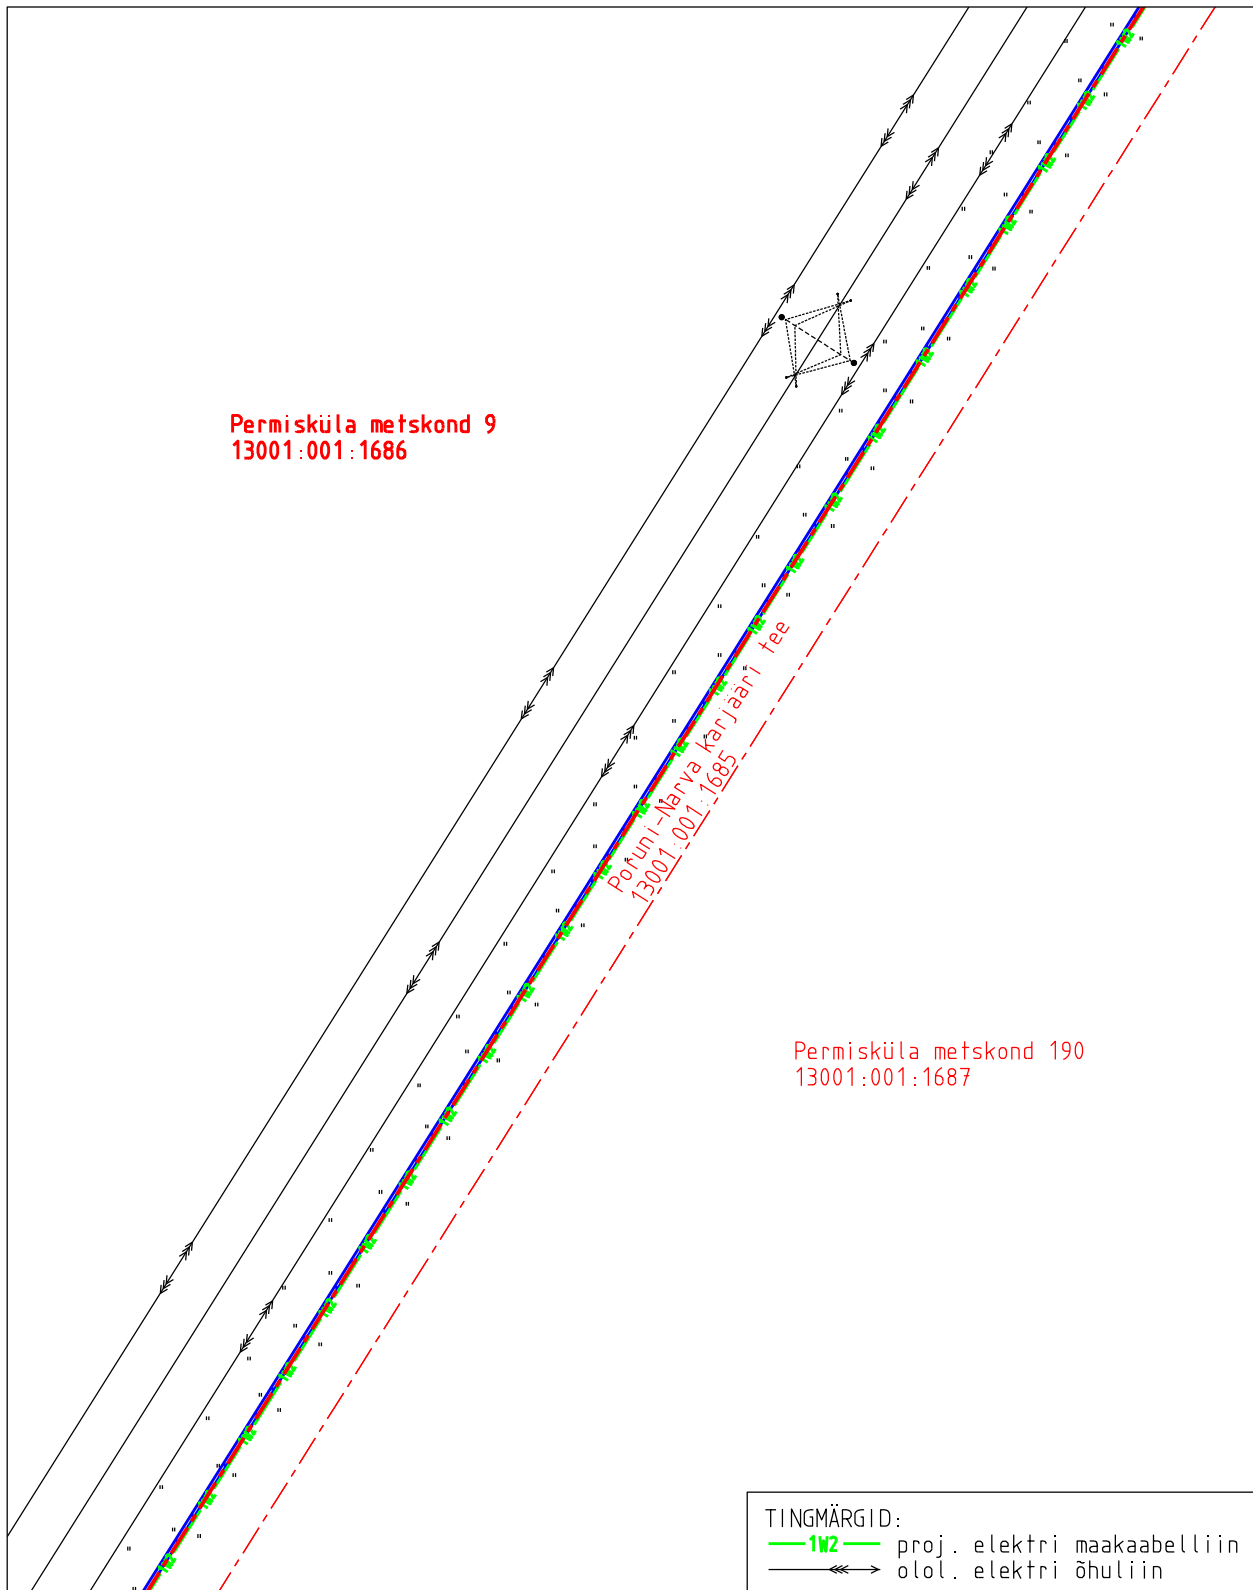 Permisküla metskond 9
13001:001:1686
Poruni-Narva karjääri tee
13001:001:1685
Permisküla metskond 190
13001:001:1687
TINGMÄRGID:
1W2 proj. elektri maakaabelliin
olol. elektri õhuliin